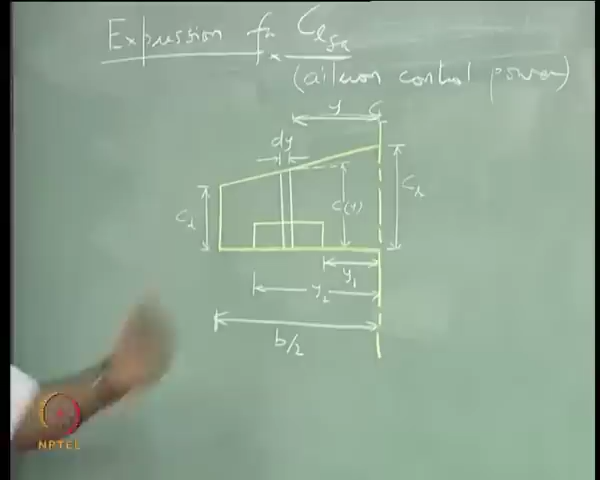 Expression for C_lδa
(aileron control power)
y
dy
C_t
C(y)
C_r
y_1
y_2
b/2
NPTEL